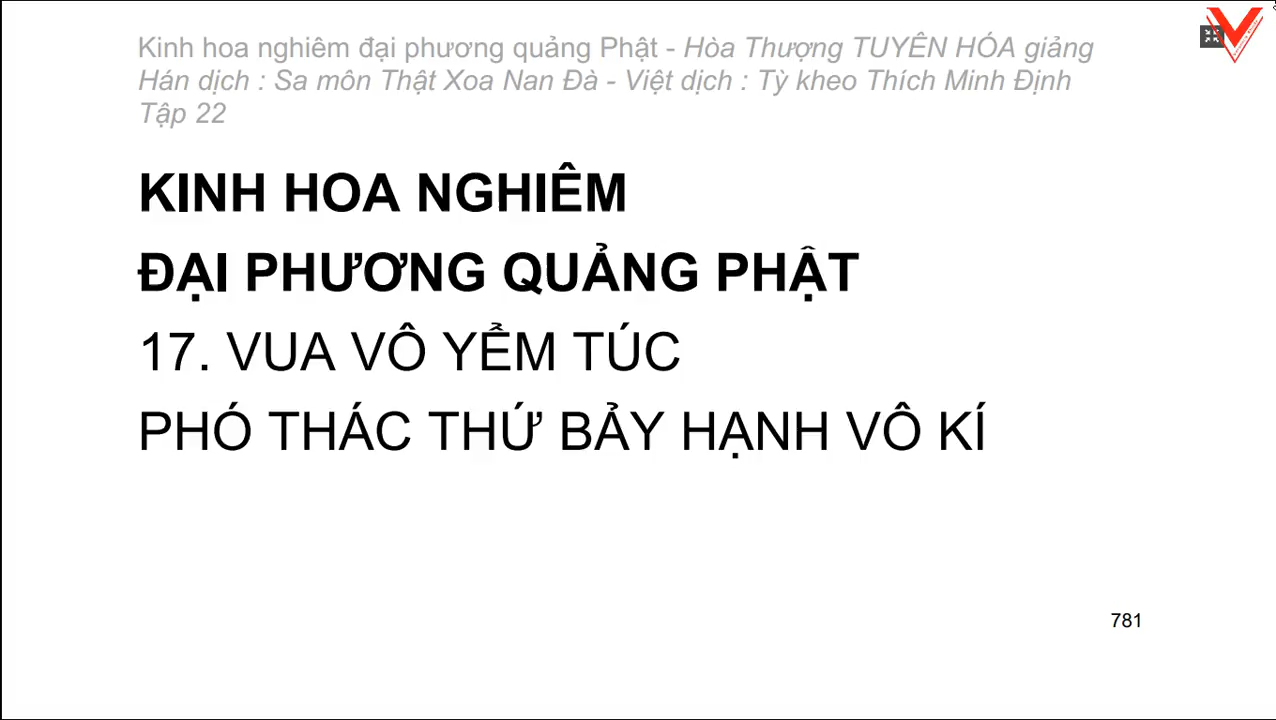 Kinh hoa nghiêm đại phương quảng Phật - Hòa Thượng TUYÊN HÓA giảng
Hán dịch : Sa môn Thật Xoa Nan Đà - Việt dịch : Tỳ kheo Thích Minh Định
Tập 22
KINH HOA NGHIÊM
ĐẠI PHƯƠNG QUẢNG PHẬT
17. VUA VÔ YỂM TÚC
PHÓ THÁC THỨ BẢY HẠNH VÔ KÍ
781